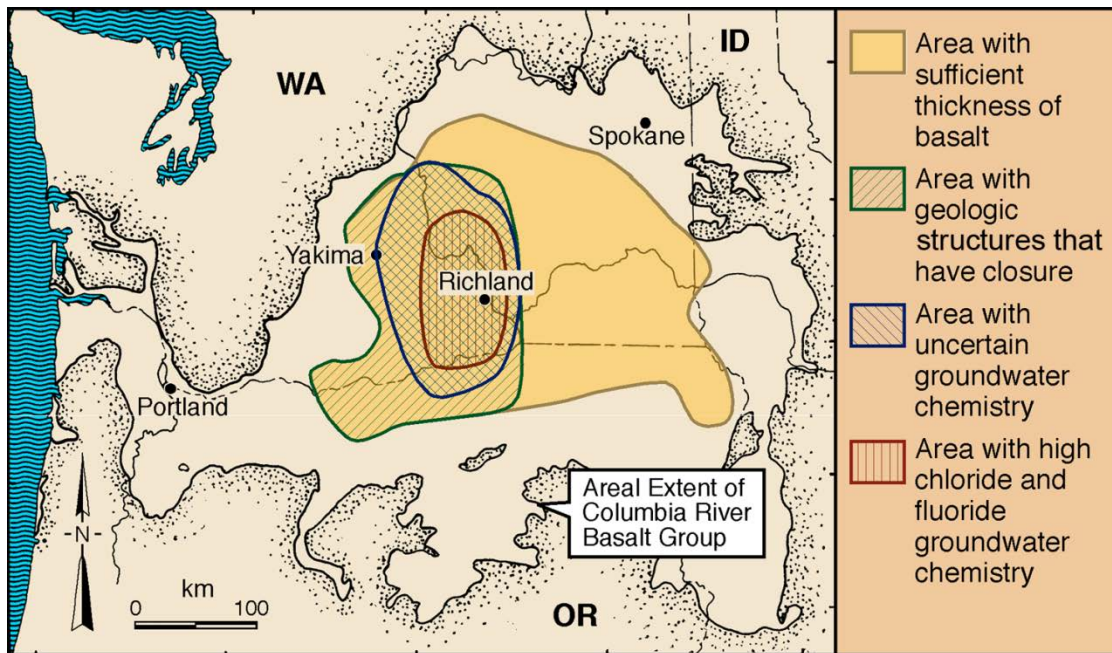 WA
ID
Spokane
Yakima
Richland
Portland
Areal Extent of
Columbia River
Basalt Group
-N-
km
0 100
OR
Area with
sufficient
thickness of
basalt
Area with
geologic
structures that
have closure
Area with
uncertain
groundwater
chemistry
Area with high
chloride and
fluoride
groundwater
chemistry